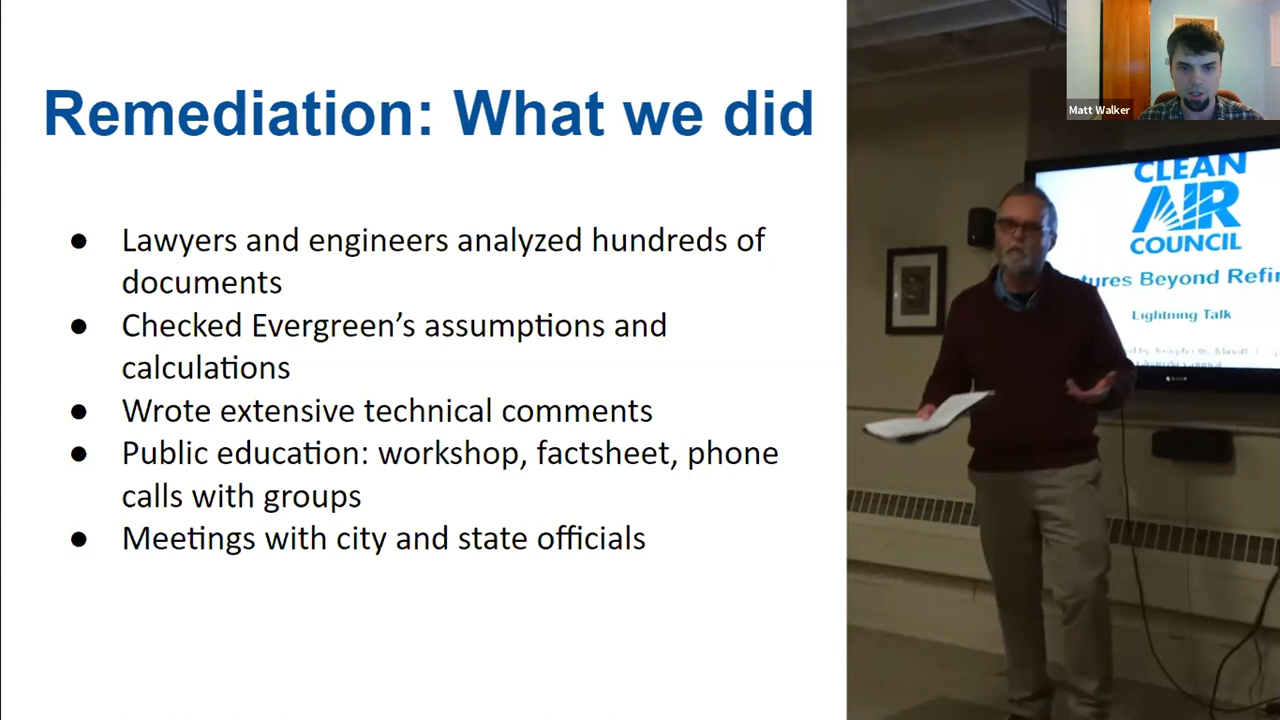 Remediation: What we did
● Lawyers and engineers analyzed hundreds of
documents
● Checked Evergreen’s assumptions and
calculations
● Wrote extensive technical comments
● Public education: workshop, factsheet, phone
calls with groups
● Meetings with city and state officials
Matt Walker
CLEAN
AIR
COUNCIL
Beyond
Lightning Talk